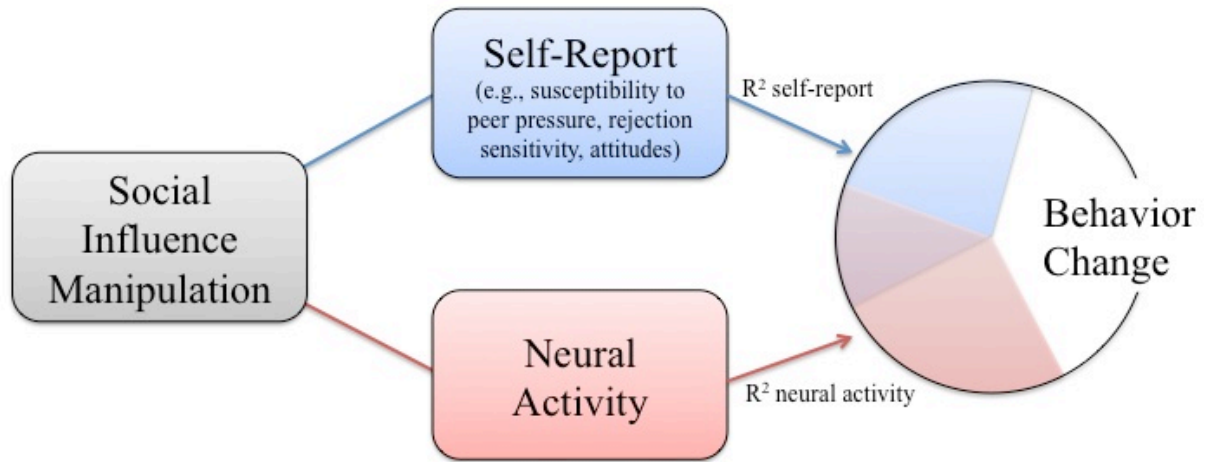 Social
Influence
Manipulation
Self-Report
(e.g., susceptibility to
peer pressure, rejection
sensitivity, attitudes)
Neural
Activity
R² self-report
R² neural activity
Behavior
Change